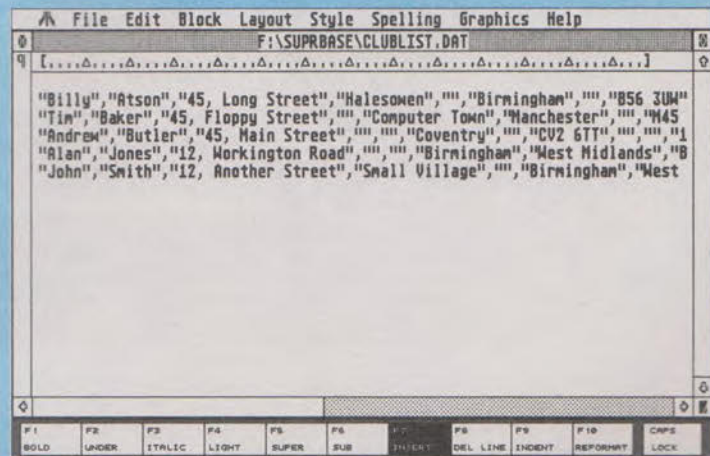 File Edit Block Layout Style Spelling Graphics Help
F:\SUPRBASE\CLUBLIST.DAT
"Billy","Atson","45, Long Street","Halesowen","","Birmingham","","B56 3UW"
"Tim","Baker","45, Floppy Street","","Computer Town","Manchester","","M45
"Andrew","Butler","45, Main Street","","","Coventry","","CV2 6TT","","","1
"Alan","Jones","12, Workington Road","","","Birmingham","West Midlands","B
"John","Smith","12, Another Street","Small Village","","Birmingham","West
F1 F2 F3 F4 F5 F6 F7 F8 F9 F10 CAPS
BOLD UNDER ITALIC LIGHT SUPER SUB INSERT DEL LINE INDENT REFORMAT LOCK